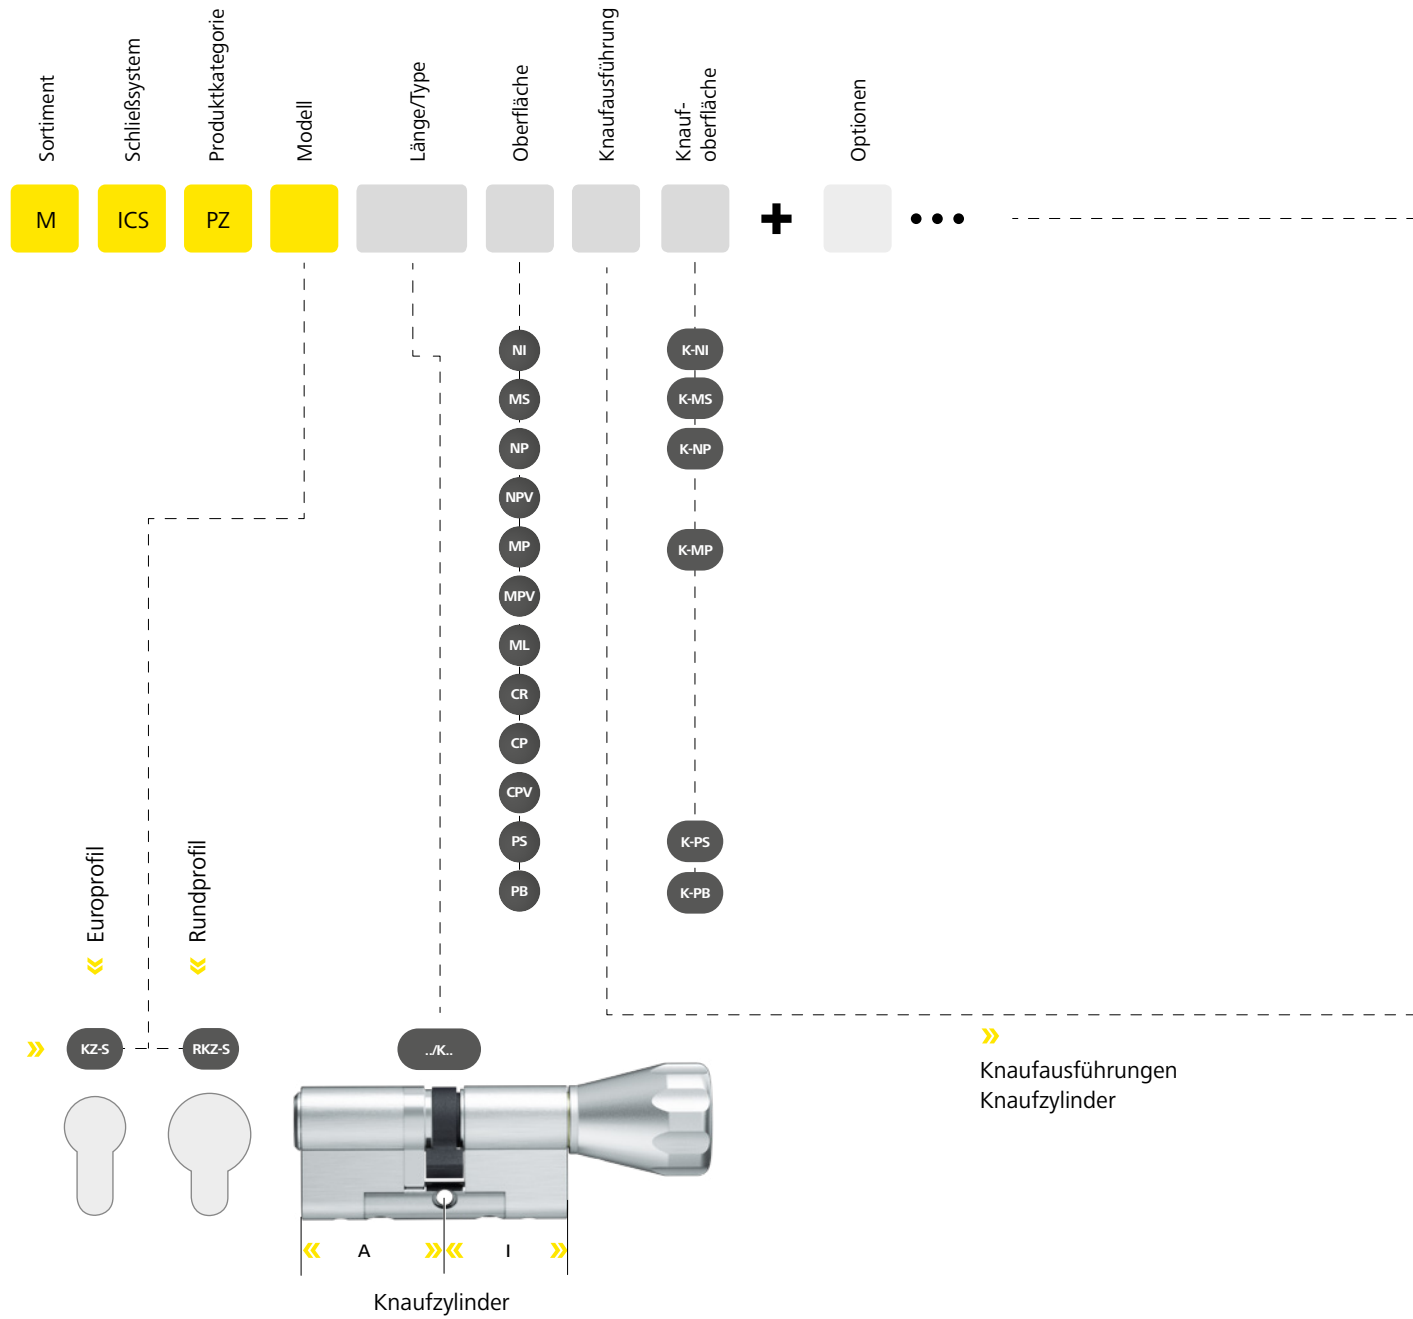 Sortiment
Schließsystem
Produktkategorie
Modell
Länge/Type
Oberfläche
Knaufausführung
Knauf-
oberfläche
Optionen
M
ICS
PZ
+
•••
NI
MS
NP
NPV
MP
MPV
ML
CR
CP
CPV
PS
PB
K-NI
K-MS
K-NP
K-MP
K-PS
K-PB
Europrofil
Rundprofil
KZ-S
RKZ-S
../K..
Knaufausführungen
Knaufzylinder
A
I
Knaufzylinder